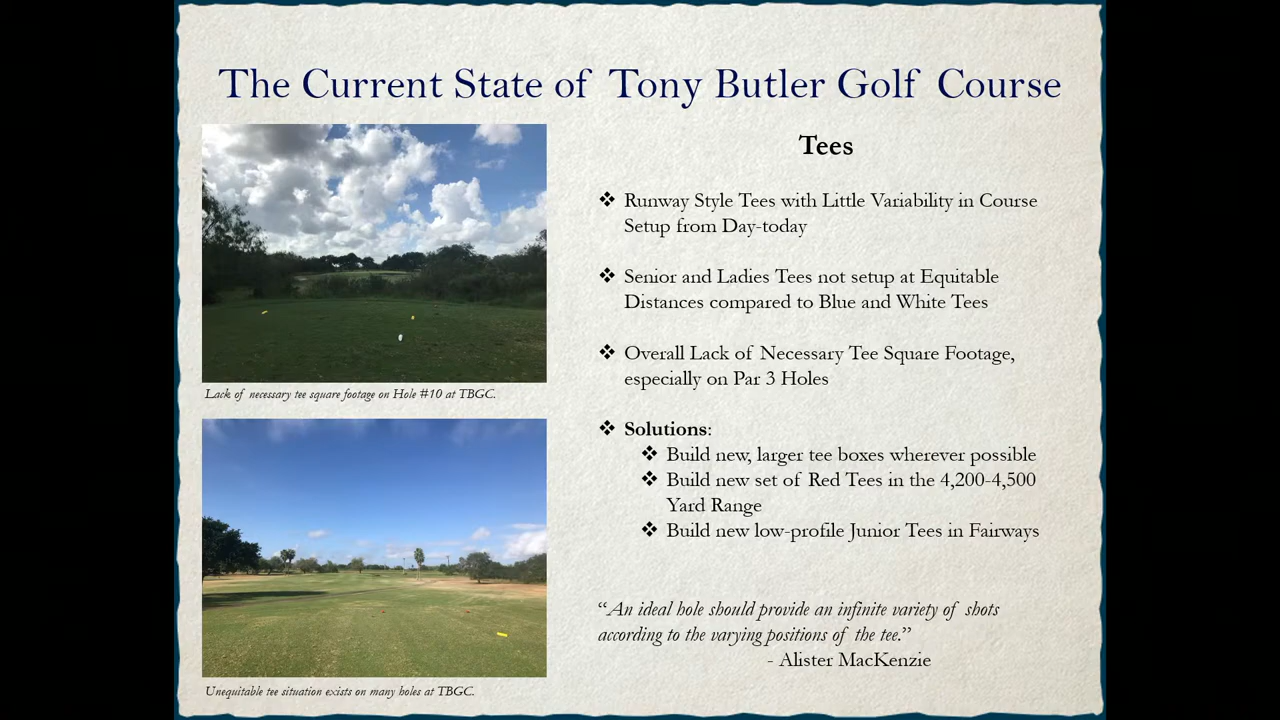 The Current State of Tony Butler Golf Course
Lack of necessary tee square footage on Hole #10 at TBGC.
Unequitable tee situation exists on many holes at TBGC.
Tees
❖ Runway Style Tees with Little Variability in Course
Setup from Day-today
❖ Senior and Ladies Tees not setup at Equitable
Distances compared to Blue and White Tees
❖ Overall Lack of Necessary Tee Square Footage,
especially on Par 3 Holes
❖ Solutions:
❖ Build new, larger tee boxes wherever possible
❖ Build new set of Red Tees in the 4,200-4,500
Yard Range
❖ Build new low-profile Junior Tees in Fairways
“An ideal hole should provide an infinite variety of shots
according to the varying positions of the tee.”
- Alister MacKenzie